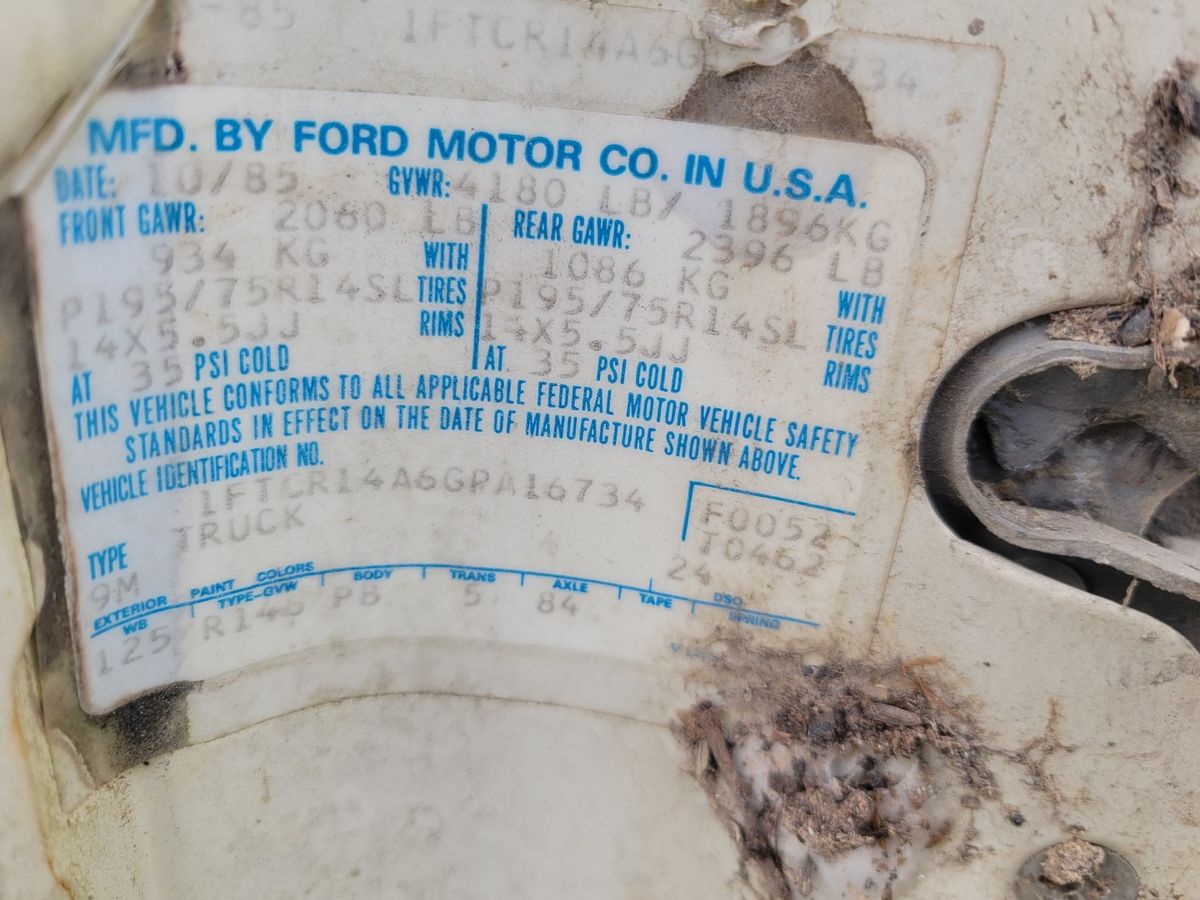 -85 1FTCR14A6G 34
MFD. BY FORD MOTOR CO. IN U.S.A.
DATE: 10/85 GVWR: 4180 LB/ 1896KG
FRONT GAWR: 2060 LB REAR GAWR: 2396 LB
934 KG WITH 1086 KG WITH
P195/75R14SL TIRES P195/75R14SL TIRES
14X5.5JJ RIMS 14X5.5JJ RIMS
AT 35 PSI COLD AT 35 PSI COLD
THIS VEHICLE CONFORMS TO ALL APPLICABLE FEDERAL MOTOR VEHICLE SAFETY
STANDARDS IN EFFECT ON THE DATE OF MANUFACTURE SHOWN ABOVE.
VEHICLE IDENTIFICATION NO.
1FTCR14A6GPA16734
TYPE TRUCK F0052
T0462
9M 24
EXTERIOR PAINT COLORS DSO
WB TYPE-GVW BODY TRANS AXLE TAPE SPRING
125 PB 5 84